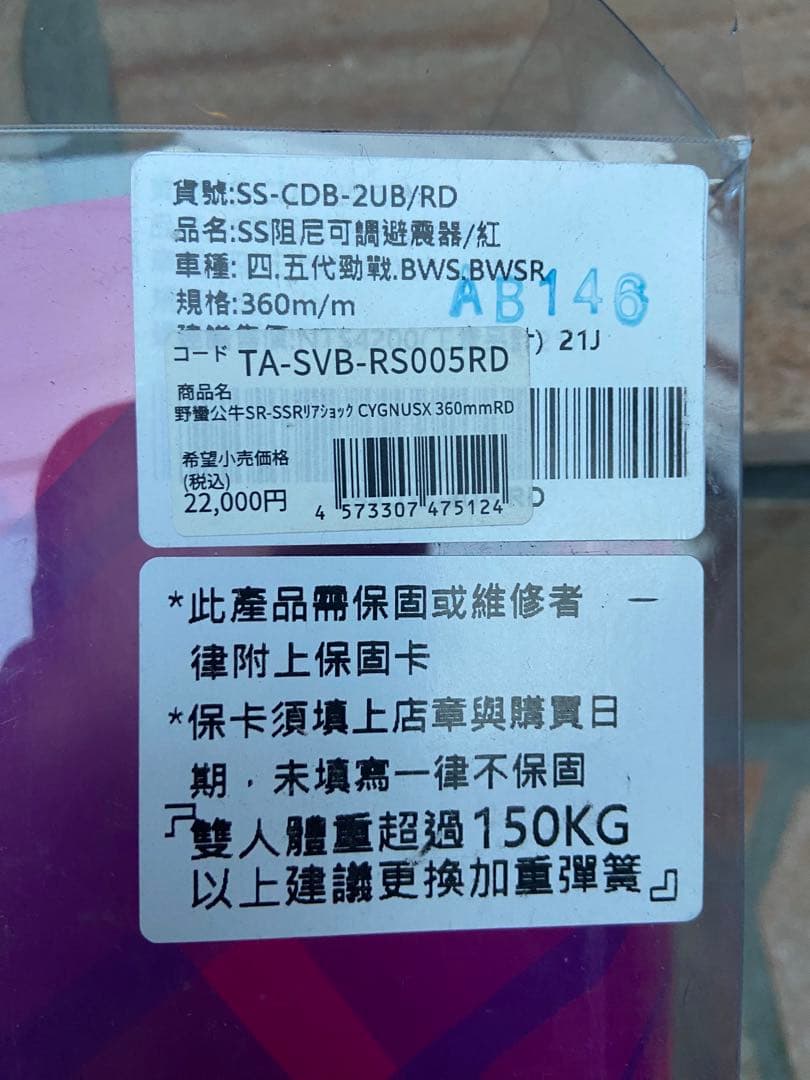 貨號:SS-CDB-2UB/RD
品名:SS阻尼可調避震器/紅
車種: 四.五代勁戰.BWS.BWSR
規格:360m/m
AB146
21J
コード TA-SVB-RS005RD
商品名
野蠻公牛SR-SSRリアショック CYGNUSX 360mmRD
希望小売価格
(税込)
22,000円
4 573307 475124
*此產品需保固或維修者 一
律附上保固卡
*保卡須填上店章與購買日
期，未填寫一律不保固
『雙人體重超過150KG
以上建議更換加重彈簧』